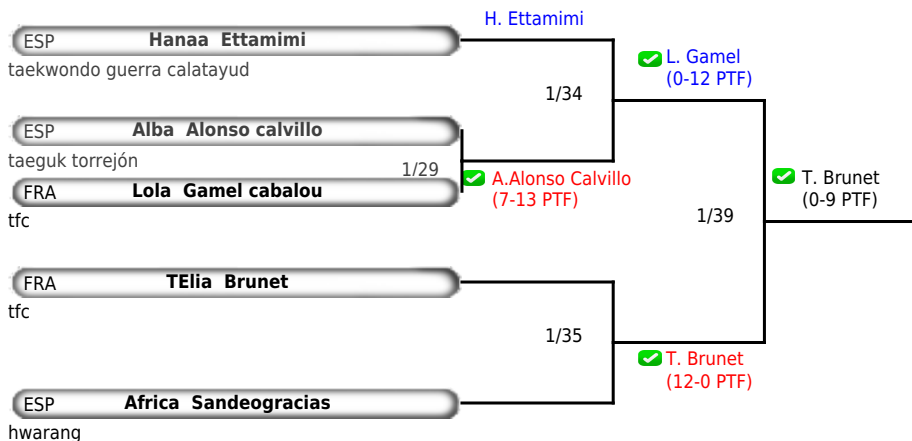 H. Ettamimi
ESP Hanaa Ettamimi
taekwondo guerra calatayud
L. Gamel
(0-12 PTF)
1/34
ESP Alba Alonso calvillo
taeguk torrejón
1/29
A.Alonso Calvillo
(7-13 PTF)
FRA Lola Gamel cabalou
tfc
T. Brunet
(0-9 PTF)
1/39
FRA TElia Brunet
tfc
1/35
T. Brunet
(12-0 PTF)
ESP Africa Sandeogracias
hwarang